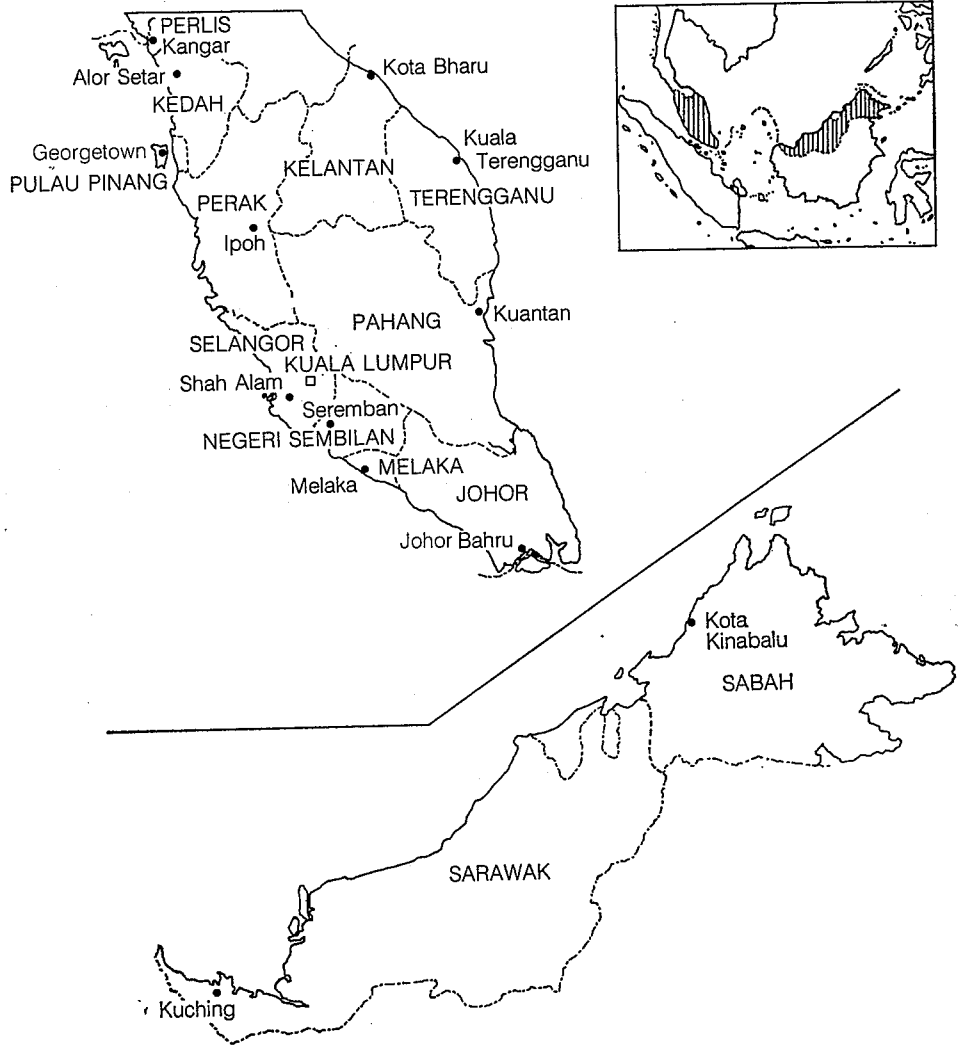 PERLIS
Kangar
Alor Setar
KEDAH
Kota Bharu
Georgetown
PULAU PINANG
Kuala
Terengganu
KELANTAN
TERENGGANU
PERAK
Ipoh
Kuantan
PAHANG
SELANGOR
KUALA LUMPUR
Shah Alam
Seremban
NEGERI SEMBILAN
MELAKA
Melaka
JOHOR
Johor Bahru
Kota
Kinabalu
SABAH
SARAWAK
Kuching